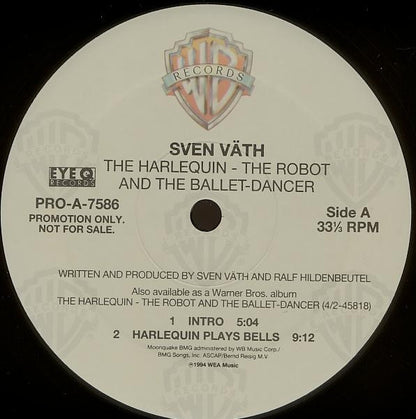 WB
RECORDS
SVEN VÄTH
THE HARLEQUIN - THE ROBOT
AND THE BALLET-DANCER
EYE Q
RECORDS
PRO-A-7586
PROMOTION ONLY.
NOT FOR SALE.
Side A
33⅓ RPM
WRITTEN AND PRODUCED BY SVEN VÄTH AND RALF HILDENBEUTEL
Also available as a Warner Bros. album
THE HARLEQUIN - THE ROBOT AND THE BALLET-DANCER (4/2-45818)
1 INTRO 5:04
2 HARLEQUIN PLAYS BELLS 9:12
Moonquake BMG administered by WB Music Corp./
BMG Songs, Inc. ASCAP/Bernd Reisig M.V
℗1994 WEA Music